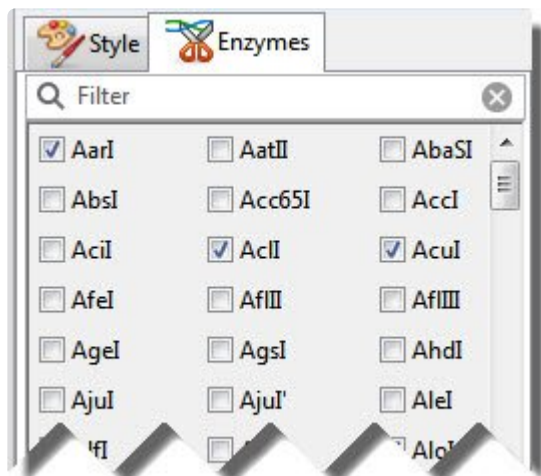 Style Enzymes
Filter
AarI AatII AbaSI
AbsI Acc65I AccI
AciI AclI AcuI
AfeI AflII AflIII
AgeI AgsI AhdI
AjuI AjuI' AleI